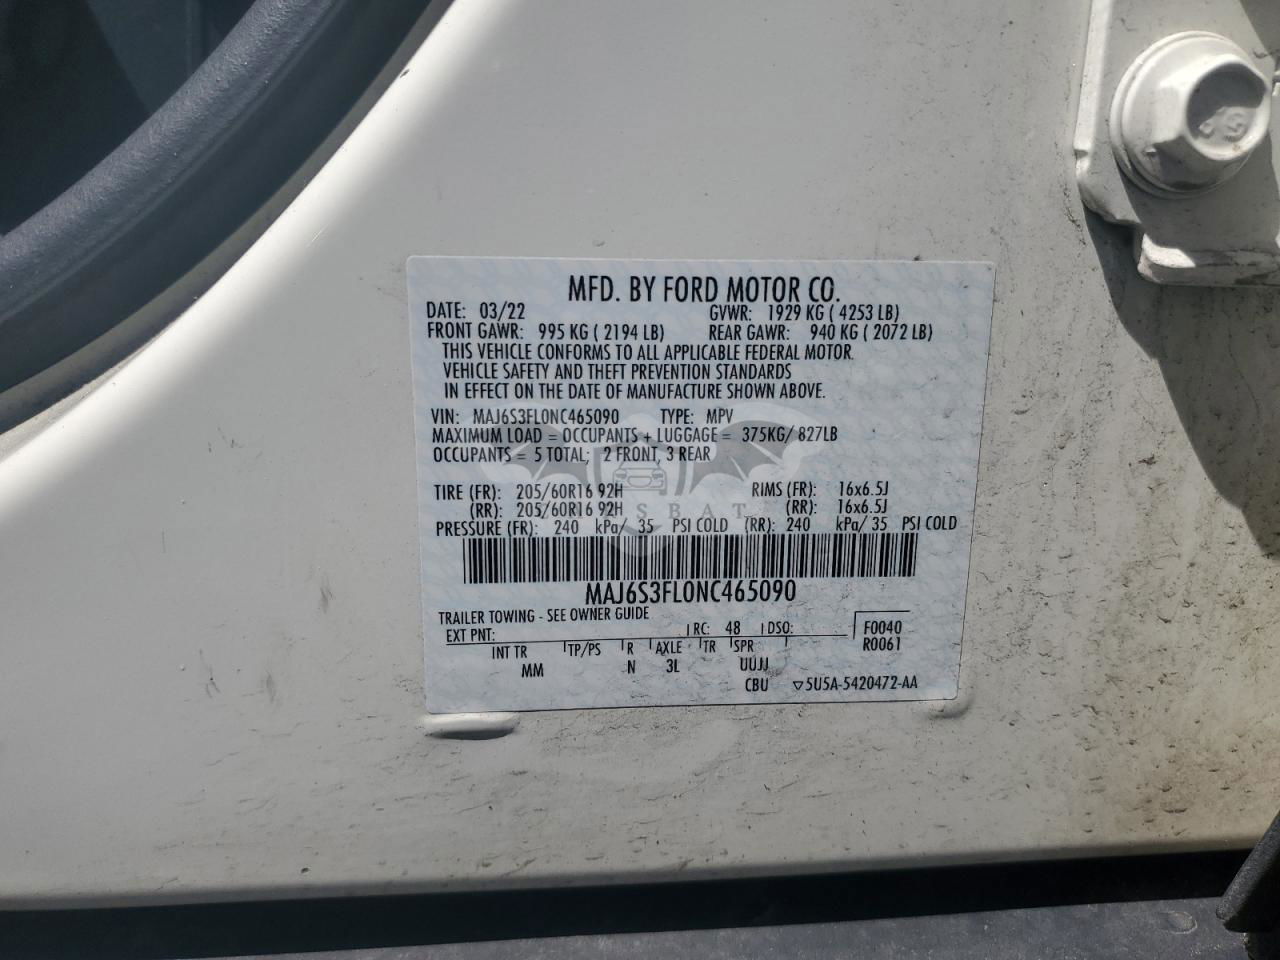 MFD. BY FORD MOTOR CO.
DATE: 03/22 GVWR: 1929 KG ( 4253 LB)
FRONT GAWR: 995 KG ( 2194 LB) REAR GAWR: 940 KG ( 2072 LB)
THIS VEHICLE CONFORMS TO ALL APPLICABLE FEDERAL MOTOR
VEHICLE SAFETY AND THEFT PREVENTION STANDARDS
IN EFFECT ON THE DATE OF MANUFACTURE SHOWN ABOVE.
VIN: MAJ6S3FL0NC465090 TYPE: MPV
MAXIMUM LOAD = OCCUPANTS + LUGGAGE = 375KG/ 827LB
OCCUPANTS = 5 TOTAL; 2 FRONT, 3 REAR
TIRE (FR): 205/60R16 92H RIMS (FR): 16x6.5J
(RR): 205/60R16 92H (RR): 16x6.5J
PRESSURE (FR): 240 kPa/ 35 PSI COLD (RR): 240 kPa/ 35 PSI COLD
MAJ6S3FL0NC465090
TRAILER TOWING - SEE OWNER GUIDE
EXT PNT: RC: 48 DSO: F0040
R0061
INT TR TP/PS R AXLE TR SPR
MM N 3L UUJJ
CBU 5U5A-5420472-AA